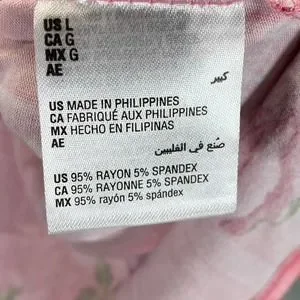 US L
CA G
MX G
AE كبير
US MADE IN PHILIPPINES
CA FABRIQUÉ AUX PHILIPPINES
MX HECHO EN FILIPINAS
AE صُنع في الفلبين
US 95% RAYON 5% SPANDEX
CA 95% RAYONNE 5% SPANDEX
MX 95% rayón 5% spándex